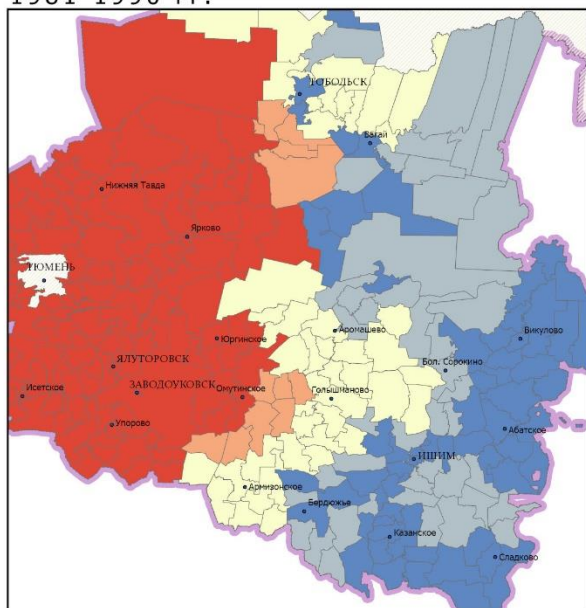 1981-1990 гг.
ТОБОЛЬСК
Вагай
Нижняя Тавда
Ярково
ТЮМЕНЬ
Аромашево
Викулово
Юргинское
Бол. Сорокино
ЯЛУТОРОВСК
Исетское
ЗАВОДОУКОВСК
Омутинское
Голышманово
Упорово
Абатское
ИШИМ
Армизонское
Бердюжье
Казанское
Сладково